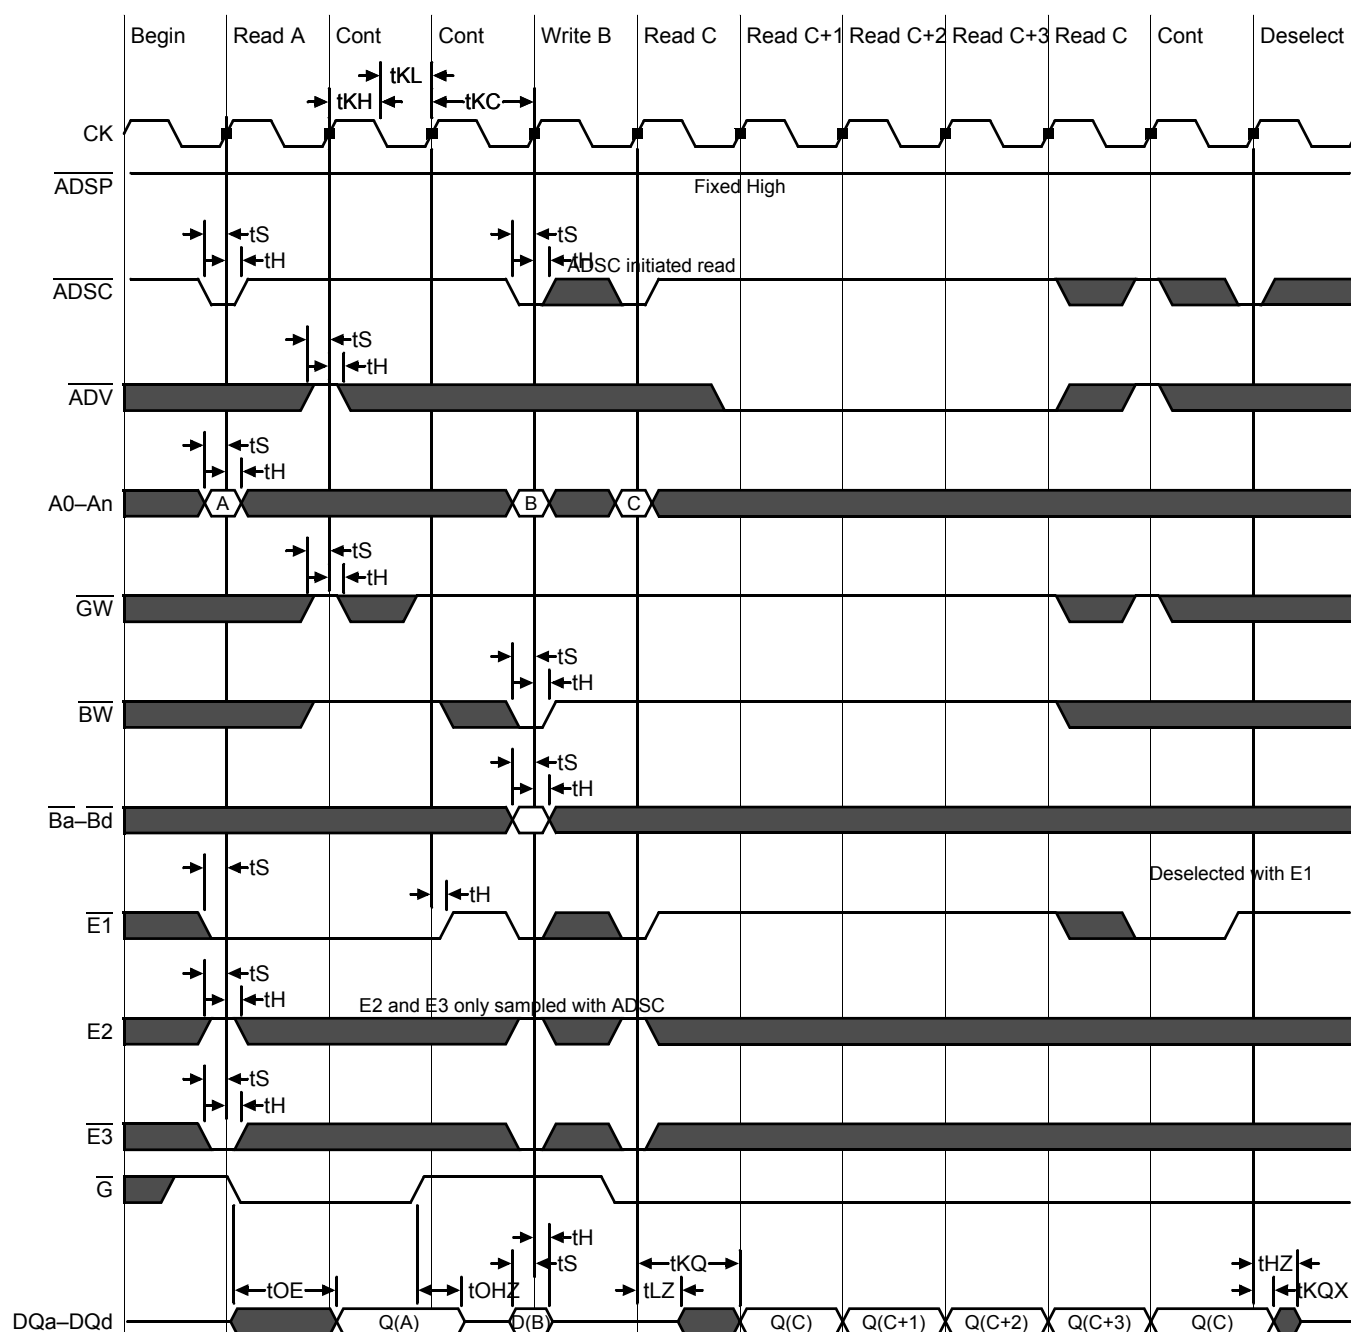 Begin Read A Cont Cont Write B Read C Read C+1 Read C+2 Read C+3 Read C Cont Deselect
tKL
tKH tKC
CK
ADSP Fixed High
tS tS
tH tH
ADSC initiated read
ADSC
tS
tH
ADV
tS
tH
A0–An A B C
tS
tH
GW
tS
tH
BW
tS
tH
Ba–Bd
tS Deselected with E1
tH
E1
tS
tH E2 and E3 only sampled with ADSC
E2
tS
tH
E3
G
tH
tS tKQ tHZ
tOE tOHZ tLZ tKQX
DQa–DQd Q(A) D(B) Q(C) Q(C+1) Q(C+2) Q(C+3) Q(C)